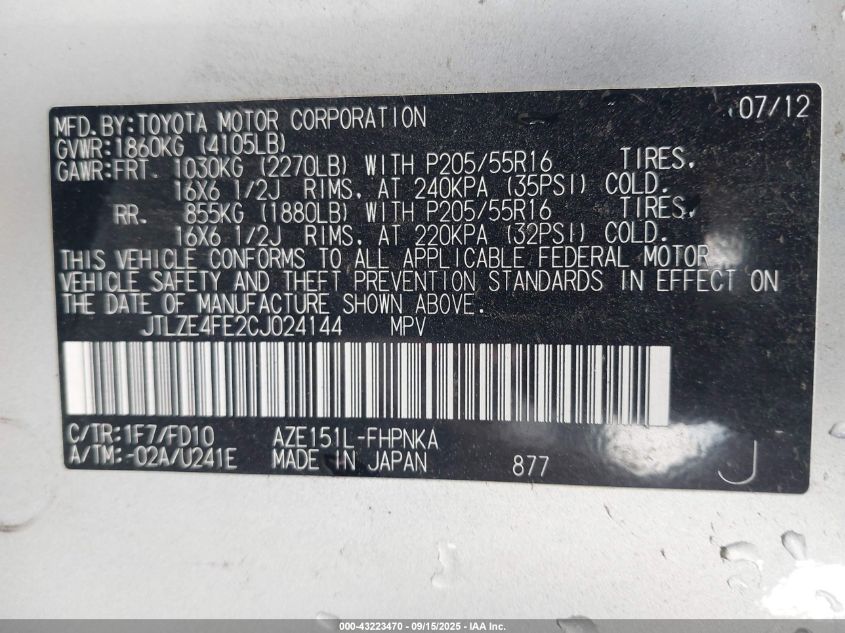 MFD.BY:TOYOTA MOTOR CORPORATION 07/12
GVWR:1860KG (4105LB)
GAWR:FRT. 1030KG (2270LB) WITH P205/55R16 TIRES,
16X6 1/2J RIMS, AT 240KPA (35PSI) COLD.
RR. 855KG (1880LB) WITH P205/55R16 TIRES,
16X6 1/2J RIMS, AT 220KPA (32PSI) COLD.
THIS VEHICLE CONFORMS TO ALL APPLICABLE FEDERAL MOTOR
VEHICLE SAFETY AND THEFT PREVENTION STANDARDS IN EFFECT ON
THE DATE OF MANUFACTURE SHOWN ABOVE.
JTLZE4FE2CJ024144 MPV
C/TR:1F7/FD10 AZE151L-FHPNKA
A/TM:-02A/U241E MADE IN JAPAN 877
J
000-43223470 - 09/15/2025 - IAA Inc.